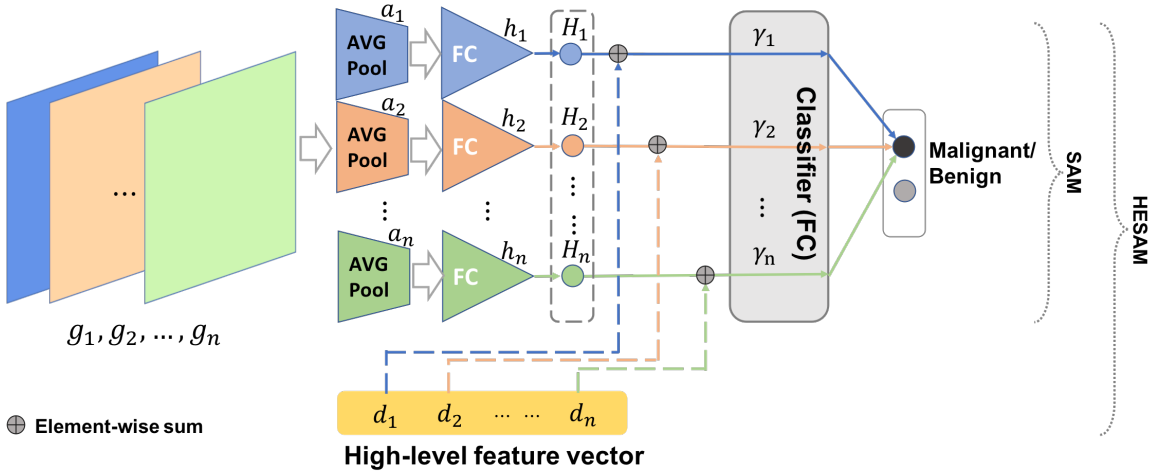 a₁
AVG
Pool
FC
h₁
H₁
γ₁
a₂
AVG
Pool
FC
h₂
H₂
γ₂
...
...
...
...
...
...
aₙ
AVG
Pool
FC
hₙ
Hₙ
γn
Classifier (FC)
Malignant/
Benign
SAM
HESAM
g₁, g₂, ... , gₙ
d₁ d₂ ... ... dₙ
Element-wise sum
High-level feature vector